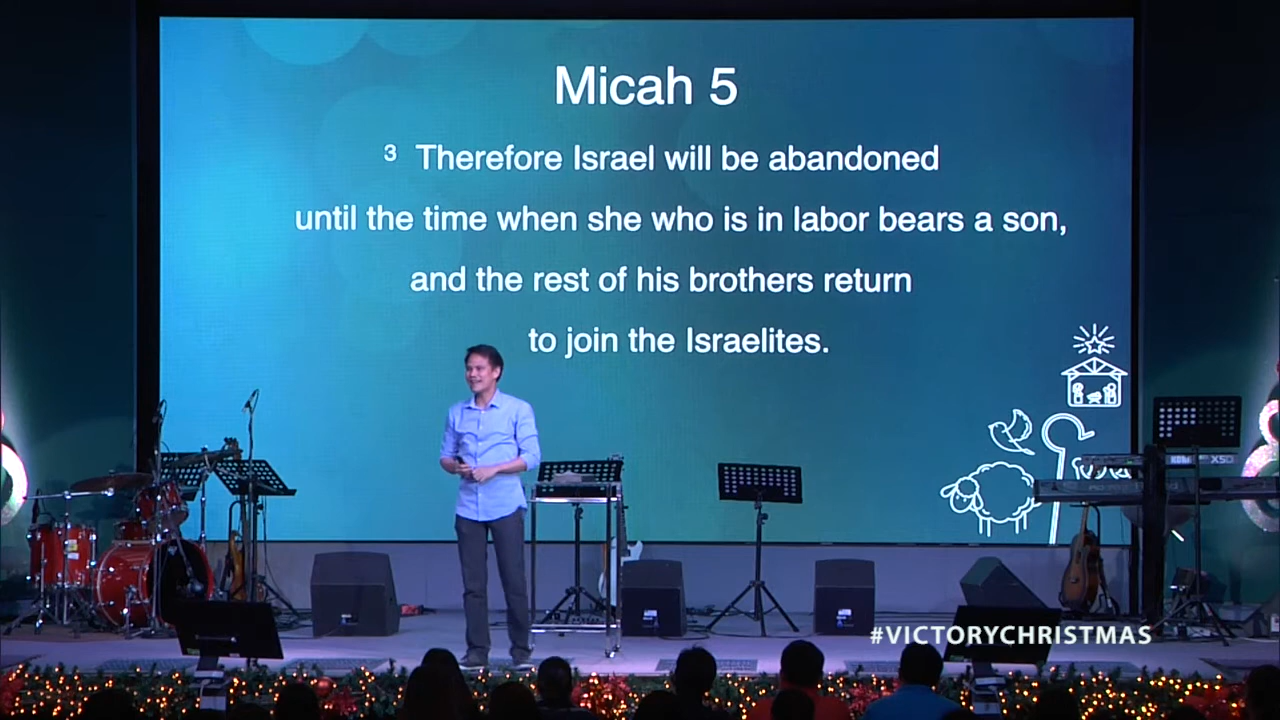 Micah 5
3 Therefore Israel will be abandoned
until the time when she who is in labor bears a son,
and the rest of his brothers return
to join the Israelites.
X50
#VICTORYCHRISTMAS